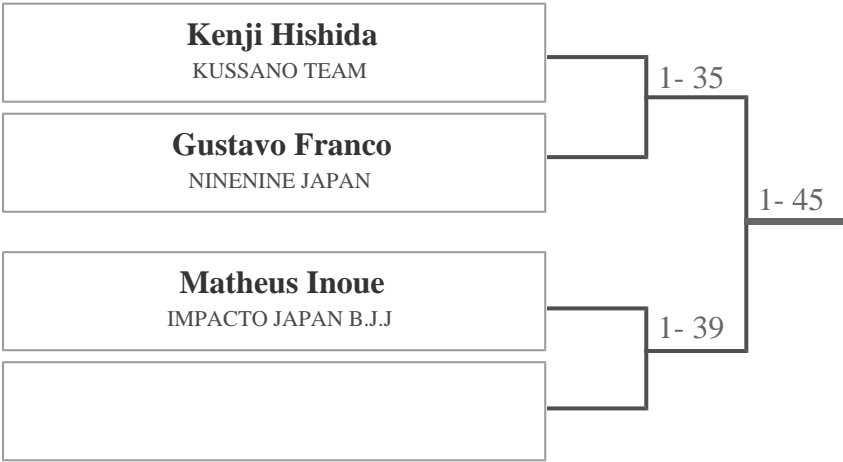 Kenji Hishida
KUSSANO TEAM
1- 35
Gustavo Franco
NINENINE JAPAN
1- 45
Matheus Inoue
IMPACTO JAPAN B.J.J
1- 39